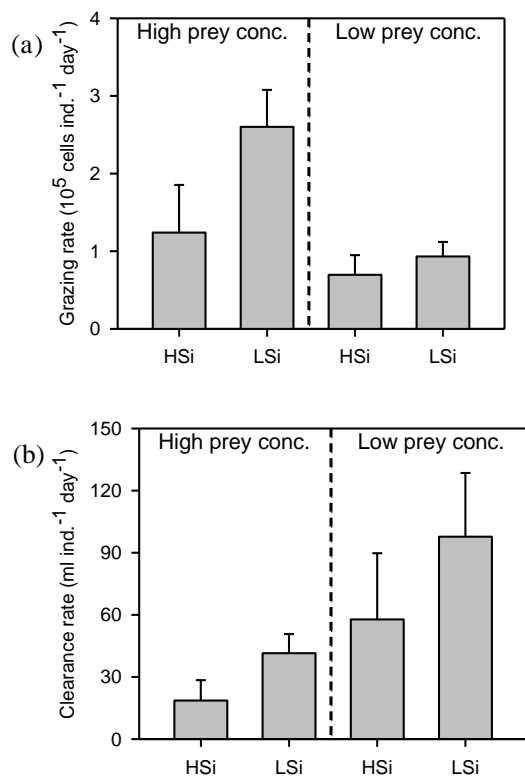 (a)
High prey conc. Low prey conc.
Grazing rate (10⁵ cells ind.⁻¹ day⁻¹)
4
3
2
1
0
HSi LSi HSi LSi
(b)
High prey conc. Low prey conc.
Clearance rate (ml ind.⁻¹ day⁻¹)
150
120
90
60
30
0
HSi LSi HSi LSi